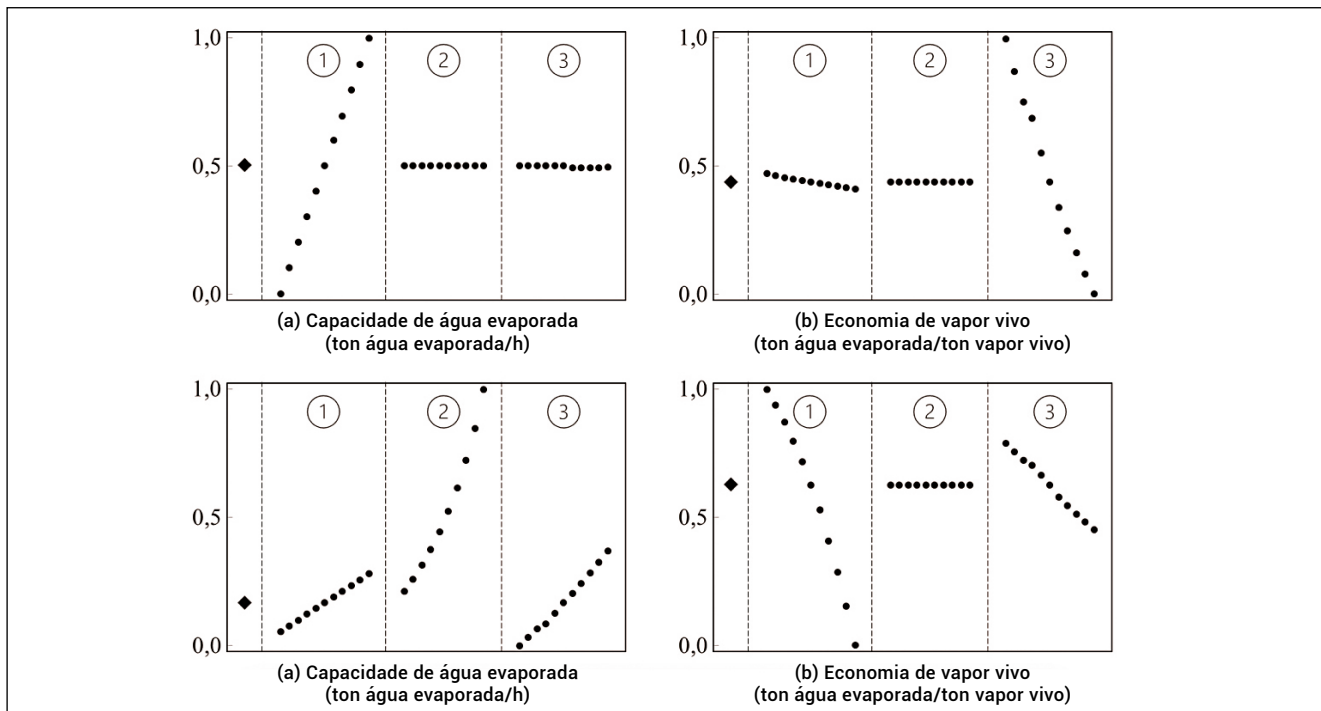 1,0
0,5
0,0
1 2 3
(a) Capacidade de água evaporada
(ton água evaporada/h)
1,0
0,5
0,0
1 2 3
(b) Economia de vapor vivo
(ton água evaporada/ton vapor vivo)
1,0
0,5
0,0
1 2 3
(a) Capacidade de água evaporada
(ton água evaporada/h)
1,0
0,5
0,0
1 2 3
(b) Economia de vapor vivo
(ton água evaporada/ton vapor vivo)